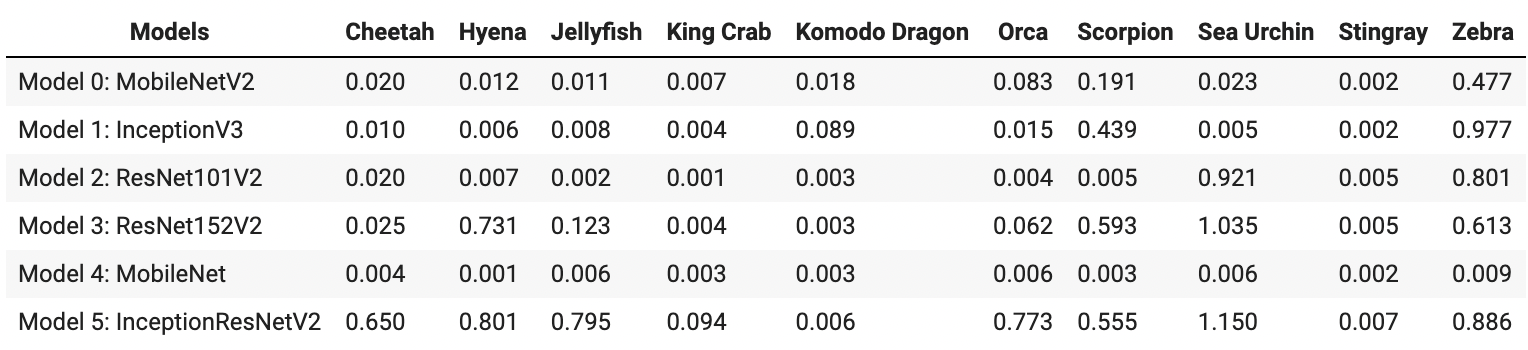 Models Cheetah Hyena Jellyfish King Crab Komodo Dragon Orca Scorpion Sea Urchin Stingray Zebra
Model 0: MobileNetV2 0.020 0.012 0.011 0.007 0.018 0.083 0.191 0.023 0.002 0.477
Model 1: InceptionV3 0.010 0.006 0.008 0.004 0.089 0.015 0.439 0.005 0.002 0.977
Model 2: ResNet101V2 0.020 0.007 0.002 0.001 0.003 0.004 0.005 0.921 0.005 0.801
Model 3: ResNet152V2 0.025 0.731 0.123 0.004 0.003 0.062 0.593 1.035 0.005 0.613
Model 4: MobileNet 0.004 0.001 0.006 0.003 0.003 0.006 0.003 0.006 0.002 0.009
Model 5: InceptionResNetV2 0.650 0.801 0.795 0.094 0.006 0.773 0.555 1.150 0.007 0.886